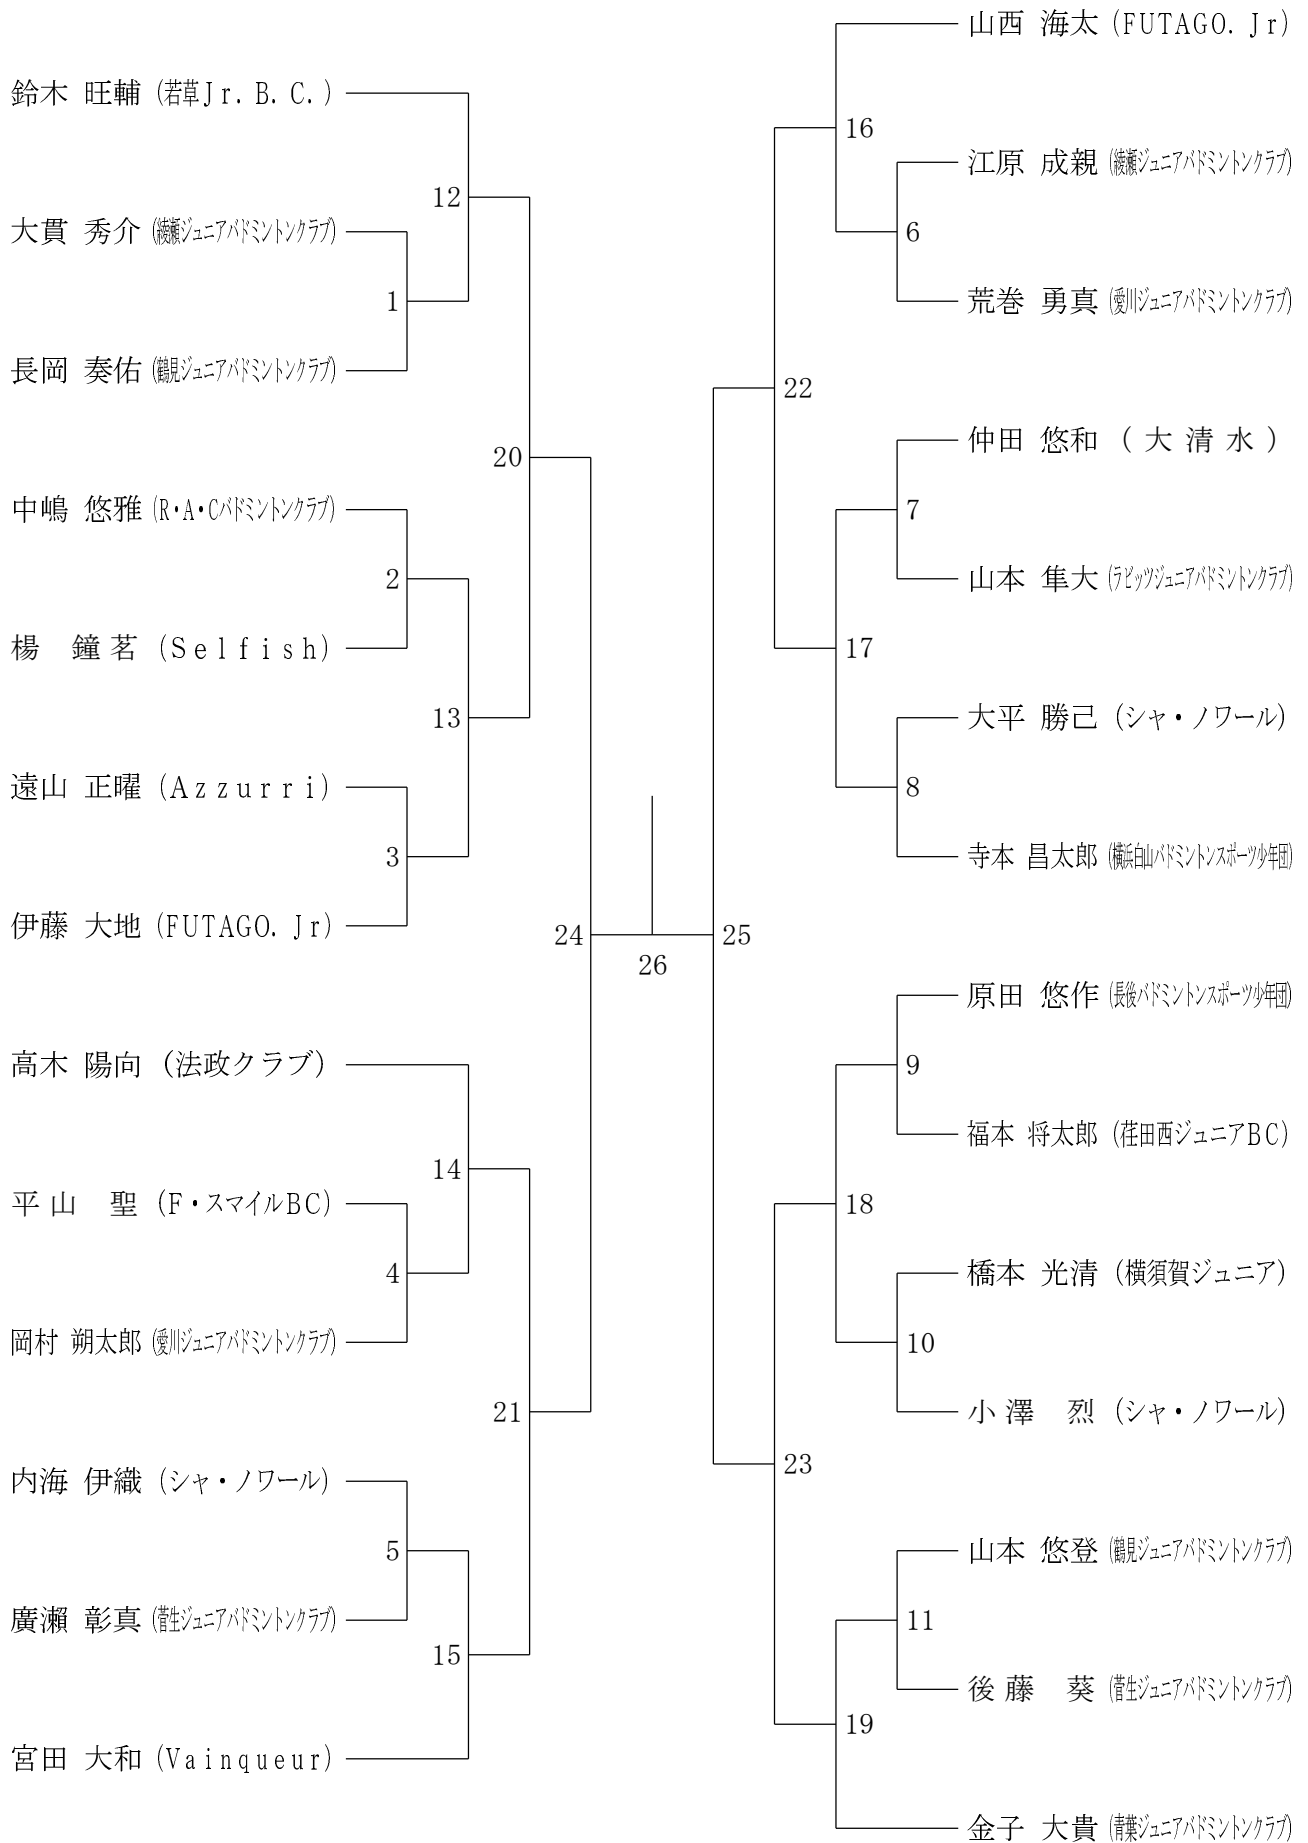 鈴木 旺輔 (若草Jr. B. C. )
12
大貫 秀介 (綾瀬ジュニアバドミントンクラブ)
1
長岡 奏佑 (鶴見ジュニアバドミントンクラブ)
20
中嶋 悠雅 (R・A・Cバドミントンクラブ)
2
楊 鐘茗 (Selfish)
13
遠山 正曜 (Azzurri)
3
伊藤 大地 (FUTAGO. Jr)
24
高木 陽向 (法政クラブ)
14
平山 聖 (F・スマイルBC)
4
岡村 朔太郎 (愛川ジュニアバドミントンクラブ)
21
内海 伊織 (シャ・ノワール)
5
廣瀬 彰真 (菅生ジュニアバドミントンクラブ)
15
宮田 大和 (Vainqueur)
26
山西 海太 (FUTAGO. Jr)
16
江原 成親 (綾瀬ジュニアバドミントンクラブ)
6
荒巻 勇真 (愛川ジュニアバドミントンクラブ)
22
仲田 悠和 (大清水)
7
山本 隼大 (ラビッツジュニアバドミントンクラブ)
17
大平 勝己 (シャ・ノワール)
8
寺本 昌太郎 (横浜白山バドミントンスポーツ少年団)
25
原田 悠作 (長後バドミントンスポーツ少年団)
9
福本 将太郎 (荏田西ジュニアBC)
18
橋本 光清 (横須賀ジュニア)
10
小澤 烈 (シャ・ノワール)
23
山本 悠登 (鶴見ジュニアバドミントンクラブ)
11
後藤 葵 (菅生ジュニアバドミントンクラブ)
19
金子 大貴 (青葉ジュニアバドミントンクラブ)